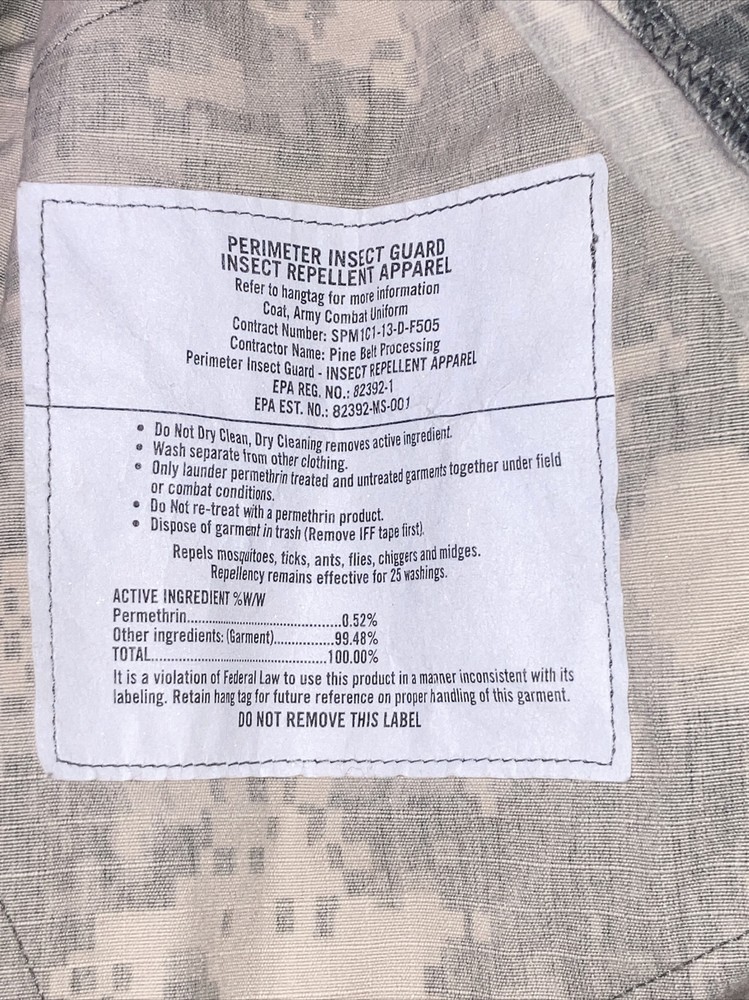 PERIMETER INSECT GUARD
INSECT REPELLENT APPAREL
Refer to hangtag for more information
Coat, Army Combat Uniform
Contract Number: SPM1C1-13-D-F505
Contractor Name: Pine Belt Processing
Perimeter Insect Guard - INSECT REPELLENT APPAREL
EPA REG. NO.: 82392-1
EPA EST. NO.: 82392-MS-001
• Do Not Dry Clean, Dry Cleaning removes active ingredient.
• Wash separate from other clothing.
• Only launder permethrin treated and untreated garments together under field
or combat conditions.
• Do Not re-treat with a permethrin product.
• Dispose of garment in trash (Remove IFF tape first).
Repels mosquitoes, ticks, ants, flies, chiggers and midges.
Repellency remains effective for 25 washings.
ACTIVE INGREDIENT %W/W
Permethrin..........................................0.52%
Other ingredients: (Garment)................99.48%
TOTAL................................................100.00%
It is a violation of Federal Law to use this product in a manner inconsistent with its
labeling. Retain hang tag for future reference on proper handling of this garment.
DO NOT REMOVE THIS LABEL